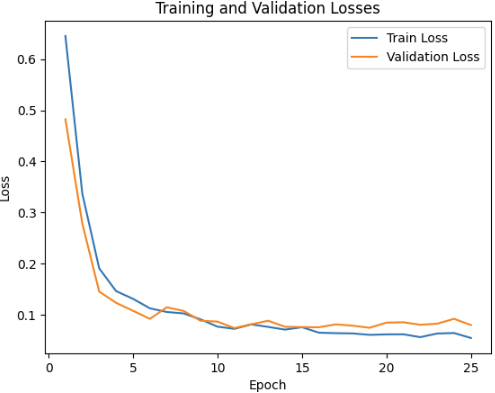 Training and Validation Losses
Train Loss
Validation Loss
Loss
0.6
0.5
0.4
0.3
0.2
0.1
0 5 10 15 20 25
Epoch